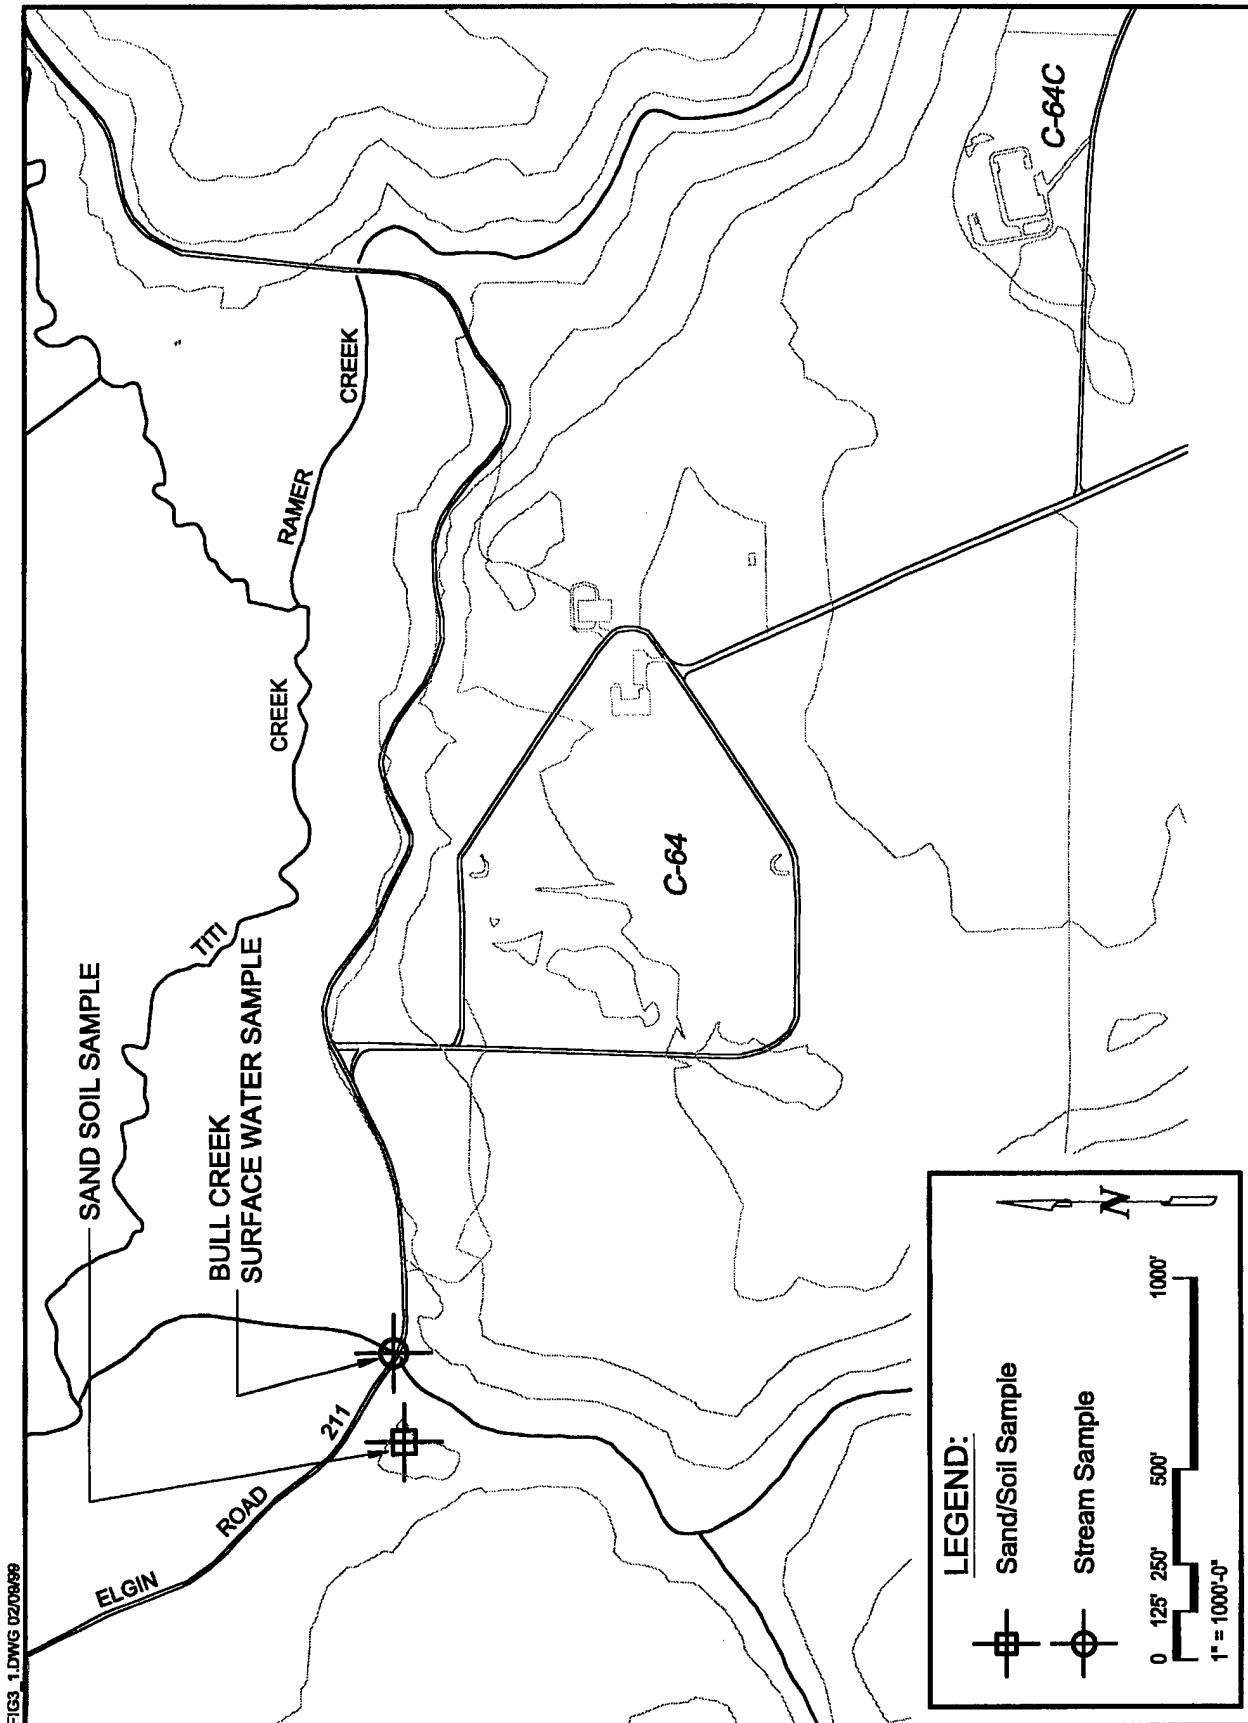 FIG3_1.DWG 02/09/99
SAND SOIL SAMPLE
BULL CREEK
SURFACE WATER SAMPLE
TITI
CREEK
RAMER
CREEK
ELGIN
ROAD
211
C-64
C-64C
LEGEND:
Sand/Soil Sample
Stream Sample
0 125' 250' 500' 1000'
1" = 1000'-0"
N